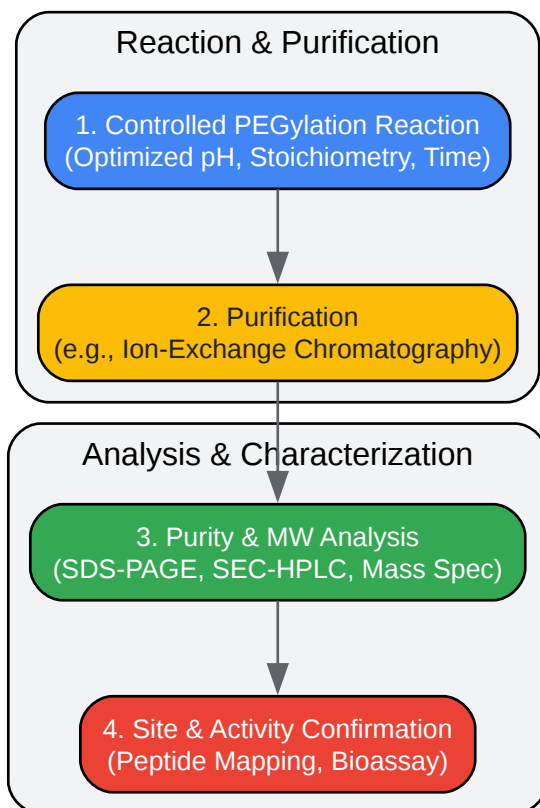 Reaction & Purification
1. Controlled PEGylation Reaction
(Optimized pH, Stoichiometry, Time)
2. Purification
(e.g., Ion-Exchange Chromatography)
Analysis & Characterization
3. Purity & MW Analysis
(SDS-PAGE, SEC-HPLC, Mass Spec)
4. Site & Activity Confirmation
(Peptide Mapping, Bioassay)